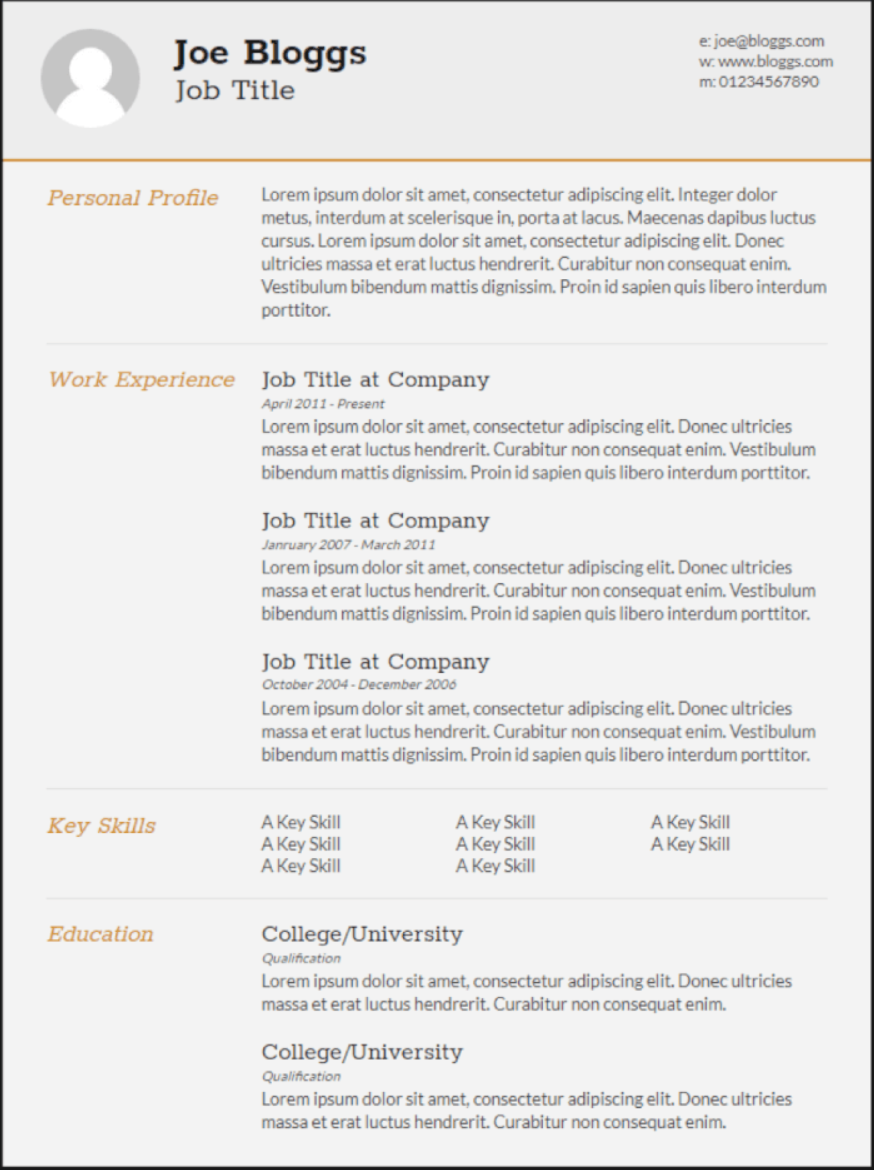 Joe Bloggs
Job Title
e: joe@bloggs.com
w: www.bloggs.com
m: 01234567890
Personal Profile
Lorem ipsum dolor sit amet, consectetur adipiscing elit. Integer dolor
metus, interdum at scelerisque in, porta at lacus. Maecenas dapibus luctus
cursus. Lorem ipsum dolor sit amet, consectetur adipiscing elit. Donec
ultricies massa et erat luctus hendrerit. Curabitur non consequat enim.
Vestibulum bibendum mattis dignissim. Proin id sapien quis libero interdum
porttitor.
Work Experience
Job Title at Company
April 2011 - Present
Lorem ipsum dolor sit amet, consectetur adipiscing elit. Donec ultricies
massa et erat luctus hendrerit. Curabitur non consequat enim. Vestibulum
bibendum mattis dignissim. Proin id sapien quis libero interdum porttitor.
Job Title at Company
Janruary 2007 - March 2011
Lorem ipsum dolor sit amet, consectetur adipiscing elit. Donec ultricies
massa et erat luctus hendrerit. Curabitur non consequat enim. Vestibulum
bibendum mattis dignissim. Proin id sapien quis libero interdum porttitor.
Job Title at Company
October 2004 - December 2006
Lorem ipsum dolor sit amet, consectetur adipiscing elit. Donec ultricies
massa et erat luctus hendrerit. Curabitur non consequat enim. Vestibulum
bibendum mattis dignissim. Proin id sapien quis libero interdum porttitor.
Key Skills
A Key Skill A Key Skill A Key Skill
A Key Skill A Key Skill A Key Skill
A Key Skill A Key Skill
Education
College/University
Qualification
Lorem ipsum dolor sit amet, consectetur adipiscing elit. Donec ultricies
massa et erat luctus hendrerit. Curabitur non consequat enim.
College/University
Qualification
Lorem ipsum dolor sit amet, consectetur adipiscing elit. Donec ultricies
massa et erat luctus hendrerit. Curabitur non consequat enim.